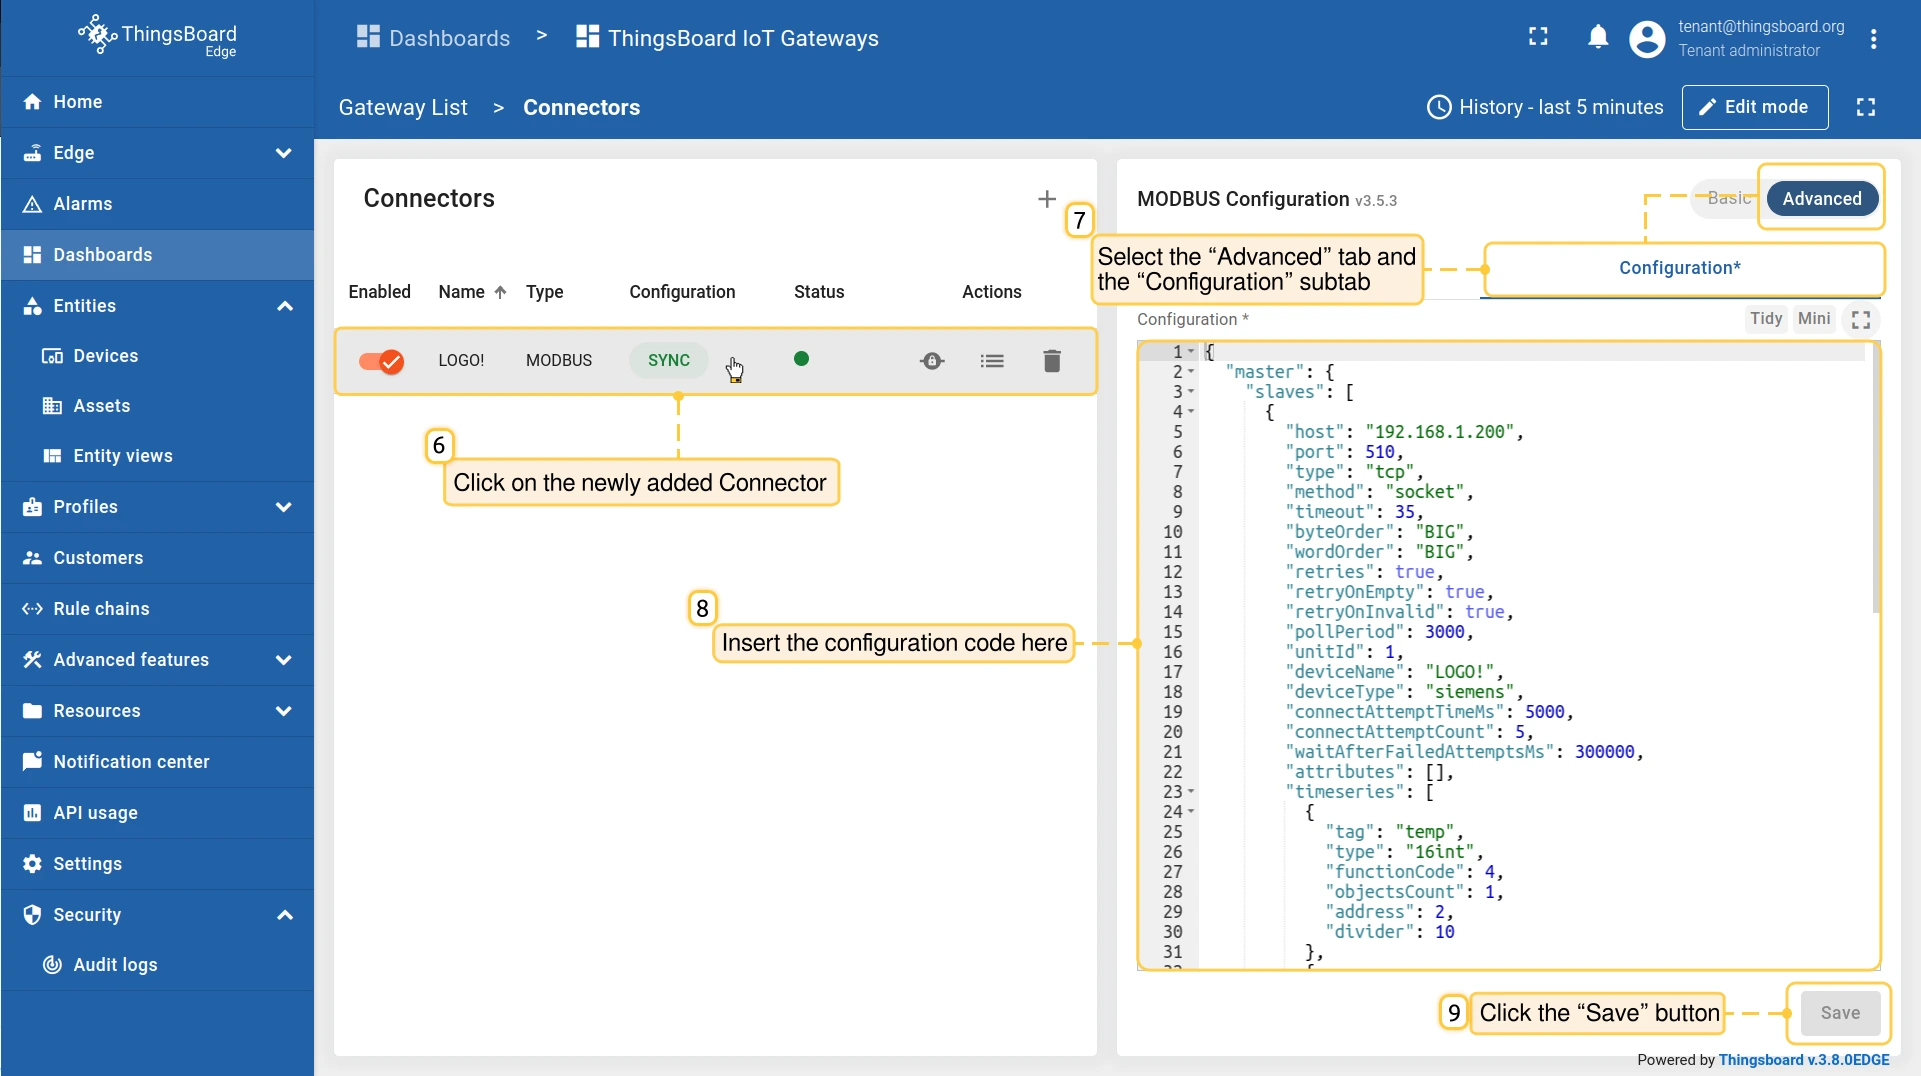 ThingsBoard
Edge
Dashboards > ThingsBoard IoT Gateways
tenant@thingsboard.org
Tenant administrator
Gateway List > Connectors
History - last 5 minutes
Edit mode
Home
Edge
Alarms
Dashboards
Entities
Devices
Assets
Entity views
Profiles
Customers
Rule chains
Advanced features
Resources
Notification center
API usage
Settings
Security
Audit logs
Connectors
Enabled Name Type Configuration Status Actions
LOGO! MODBUS SYNC
6
Click on the newly added Connector
7
Select the “Advanced” tab and
the “Configuration” subtab
8
Insert the configuration code here
MODBUS Configuration v3.5.3
Basic Advanced
Configuration*
Configuration *
Tidy Mini
1 {
2 "master": {
3 "slaves": [
4 {
5 "host": "192.168.1.200",
6 "port": 510,
7 "type": "tcp",
8 "method": "socket",
9 "timeout": 35,
10 "byteOrder": "BIG",
11 "wordOrder": "BIG",
12 "retries": true,
13 "retryOnEmpty": true,
14 "retryOnInvalid": true,
15 "pollPeriod": 3000,
16 "unitId": 1,
17 "deviceName": "LOGO!",
18 "deviceType": "siemens",
19 "connectAttemptTimeMs": 5000,
20 "connectAttemptCount": 5,
21 "waitAfterFailedAttemptsMs": 300000,
22 "attributes": [],
23 "timeseries": [
24 {
25 "tag": "temp",
26 "type": "16int",
27 "functionCode": 4,
28 "objectsCount": 1,
29 "address": 2,
30 "divider": 10
31 },
9 Click the “Save” button
Save
Powered by Thingsboard v.3.8.0EDGE